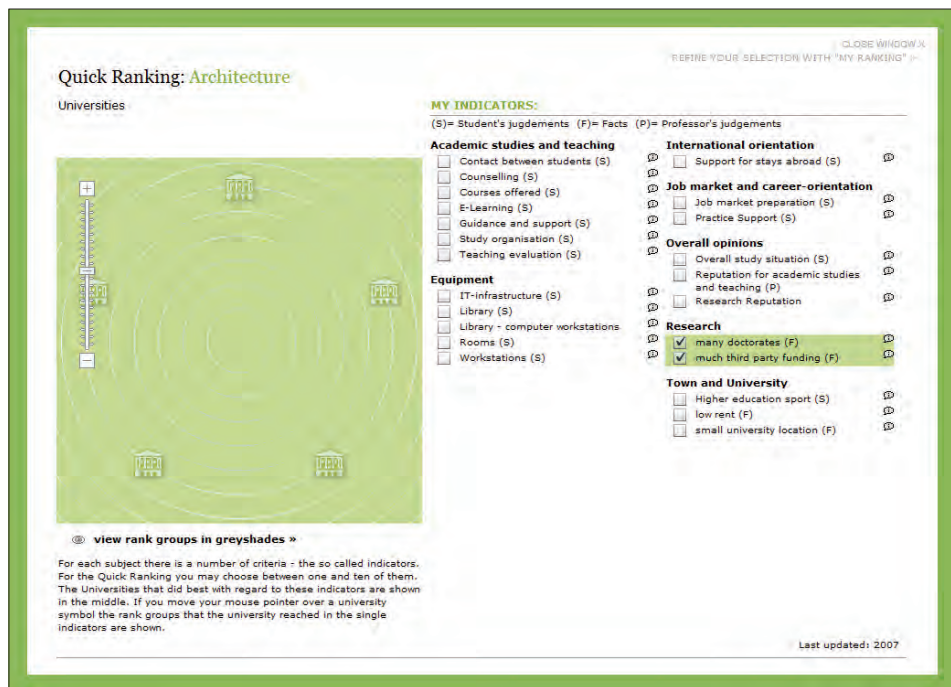 CLOSE WINDOW X
REFINE YOUR SELECTION WITH "MY RANKING" >
Quick Ranking: Architecture
Universities
MY INDICATORS:
(S)= Student's jugdements (F)= Facts (P)= Professor's judgement
Academic studies and teaching
Contact between students (S)
Counselling (S)
Courses offered (S)
E-Learning (S)
Guidance and support (S)
Study organisation (S)
Teaching evaluation (S)
Equipment
IT-infrastructure (S)
Library (S)
Library - computer workstations
Rooms (S)
Workstations (S)
International orientation
Support for stays abroad (S)
Job market and career-orientation
Job market preparation (S)
Practice Support (S)
Overall opinions
Overall study situation (S)
Reputation for academic studies
and teaching (P)
Research Reputation
Research
many doctorates (F)
much third party funding (F)
Town and University
Higher education sport (S)
low rent (F)
small university location (F)
view rank groups in greyshades »
For each subject there is a number of criteria - the so called indicators.
For the Quick Ranking you may choose between one and ten of them.
The Universities that did best with regard to these indicators are shown
in the middle. If you move your mouse pointer over a university
symbol the rank groups that the university reached in the single
indicators are shown.
Last updated: 2007